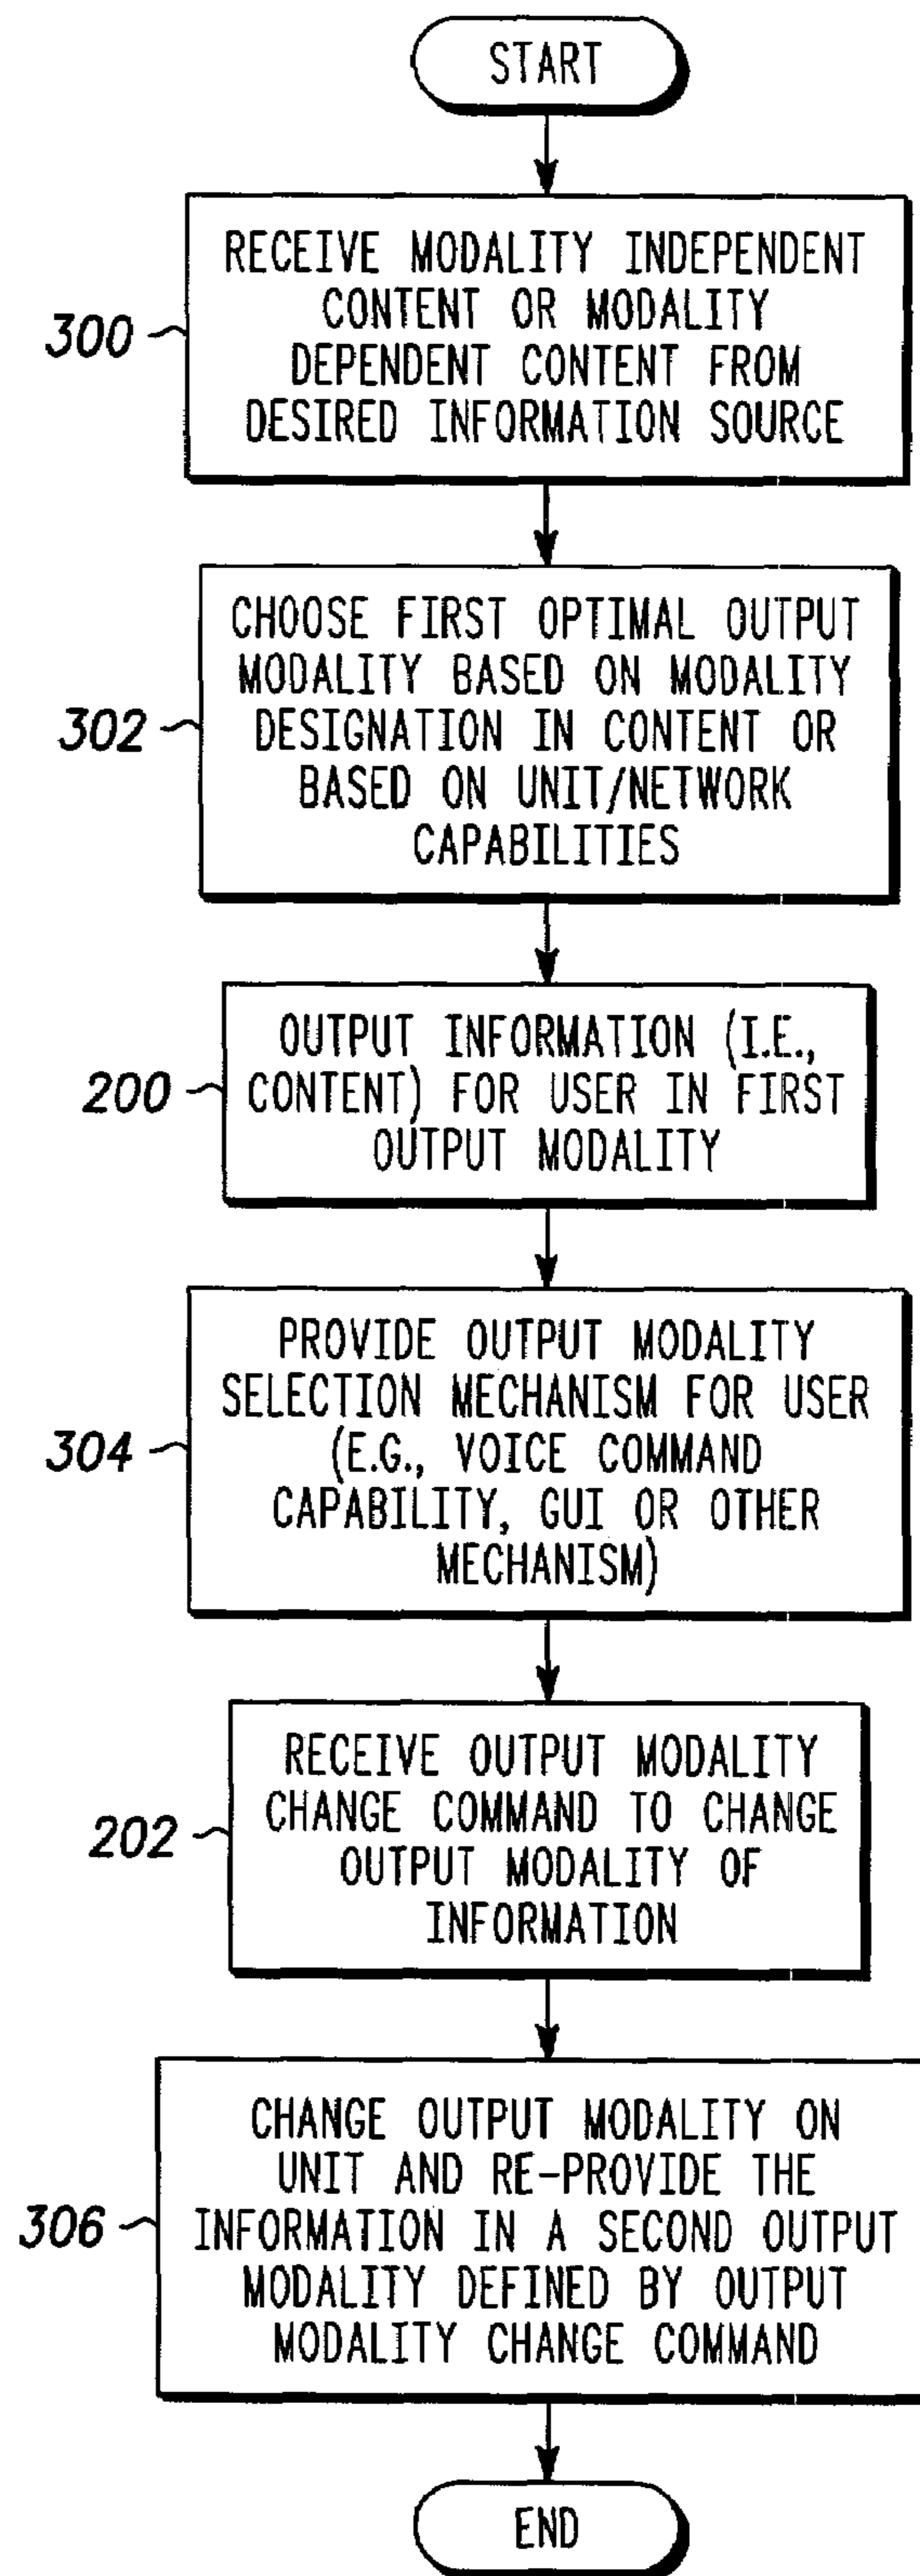 START
RECEIVE MODALITY INDEPENDENT
CONTENT OR MODALITY
DEPENDENT CONTENT FROM
DESIRED INFORMATION SOURCE
300
CHOOSE FIRST OPTIMAL OUTPUT
MODALITY BASED ON MODALITY
DESIGNATION IN CONTENT OR
BASED ON UNIT/NETWORK
CAPABILITIES
302
OUTPUT INFORMATION (I.E.,
CONTENT) FOR USER IN FIRST
OUTPUT MODALITY
200
PROVIDE OUTPUT MODALITY
SELECTION MECHANISM FOR USER
(E.G., VOICE COMMAND
CAPABILITY, GUI OR OTHER
MECHANISM)
304
RECEIVE OUTPUT MODALITY
CHANGE COMMAND TO CHANGE
OUTPUT MODALITY OF
INFORMATION
202
CHANGE OUTPUT MODALITY ON
UNIT AND RE-PROVIDE THE
INFORMATION IN A SECOND OUTPUT
MODALITY DEFINED BY OUTPUT
MODALITY CHANGE COMMAND
306
END